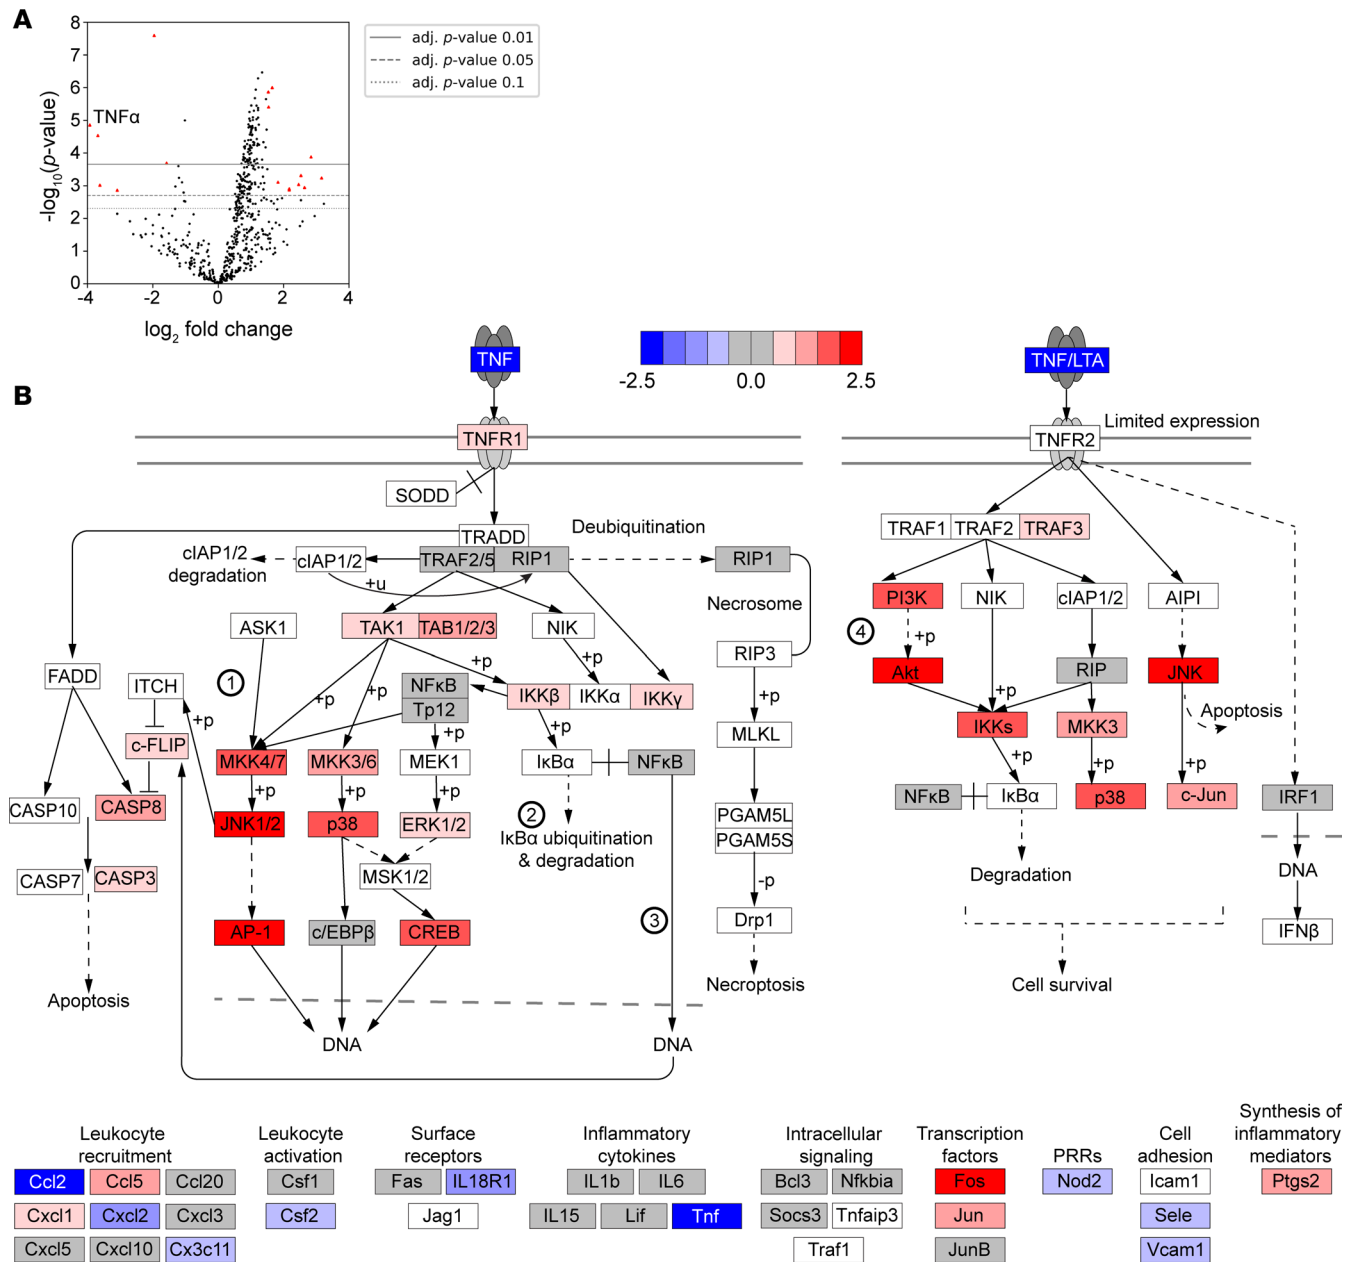 A
8
7
6
5
4
3
2
1
0
-log10(p-value)
TNFα
-4
-2
0
2
4
log2 fold change
adj. p-value 0.01
adj. p-value 0.05
adj. p-value 0.1
-2.5
0.0
2.5
B
TNF
TNF/LTA
TNFR1
TNFR2
Limited expression
SODD
TRADD
Deubiquitination
cIAP1/2
degradation
cIAP1/2
TRAF2/5
RIP1
RIP1
+u
Necrosome
ASK1
TAK1
TAB1/2/3
NIK
RIP3
1
+p
+p
+p
+p
+p
FADD
ITCH
NFκB
Tp12
IKKβ
IKKα
IKKγ
+p
c-FLIP
+p
MLKL
MKK4/7
MKK3/6
MEK1
IκBα
NFκB
CASP10
CASP8
+p
+p
+p
+p
JNK1/2
p38
ERK1/2
2
IκBα ubiquitination
& degradation
PGAM5L
PGAM5S
CASP7
CASP3
MSK1/2
-p
AP-1
c/EBPβ
CREB
3
Drp1
Apoptosis
Necroptosis
DNA
DNA
TRAF1
TRAF2
TRAF3
PI3K
NIK
cIAP1/2
AIPI
4
+p
Akt
RIP
JNK
+p
IKKs
MKK3
Apoptosis
+p
+p
+p
NFκB
IκBα
p38
c-Jun
IRF1
Degradation
DNA
IFNβ
Cell survival
Leukocyte
recruitment
Ccl2
Ccl5
Ccl20
Cxcl1
Cxcl2
Cxcl3
Cxcl5
Cxcl10
Cx3c11
Leukocyte
activation
Csf1
Csf2
Surface
receptors
Fas
IL18R1
Jag1
Inflammatory
cytokines
IL1b
IL6
IL15
Lif
Tnf
Intracellular
signaling
Bcl3
Nfkbia
Socs3
Tnfaip3
Traf1
Transcription
factors
Fos
Jun
JunB
PRRs
Nod2
Cell
adhesion
Icam1
Sele
Vcam1
Synthesis of
inflammatory
mediators
Ptgs2